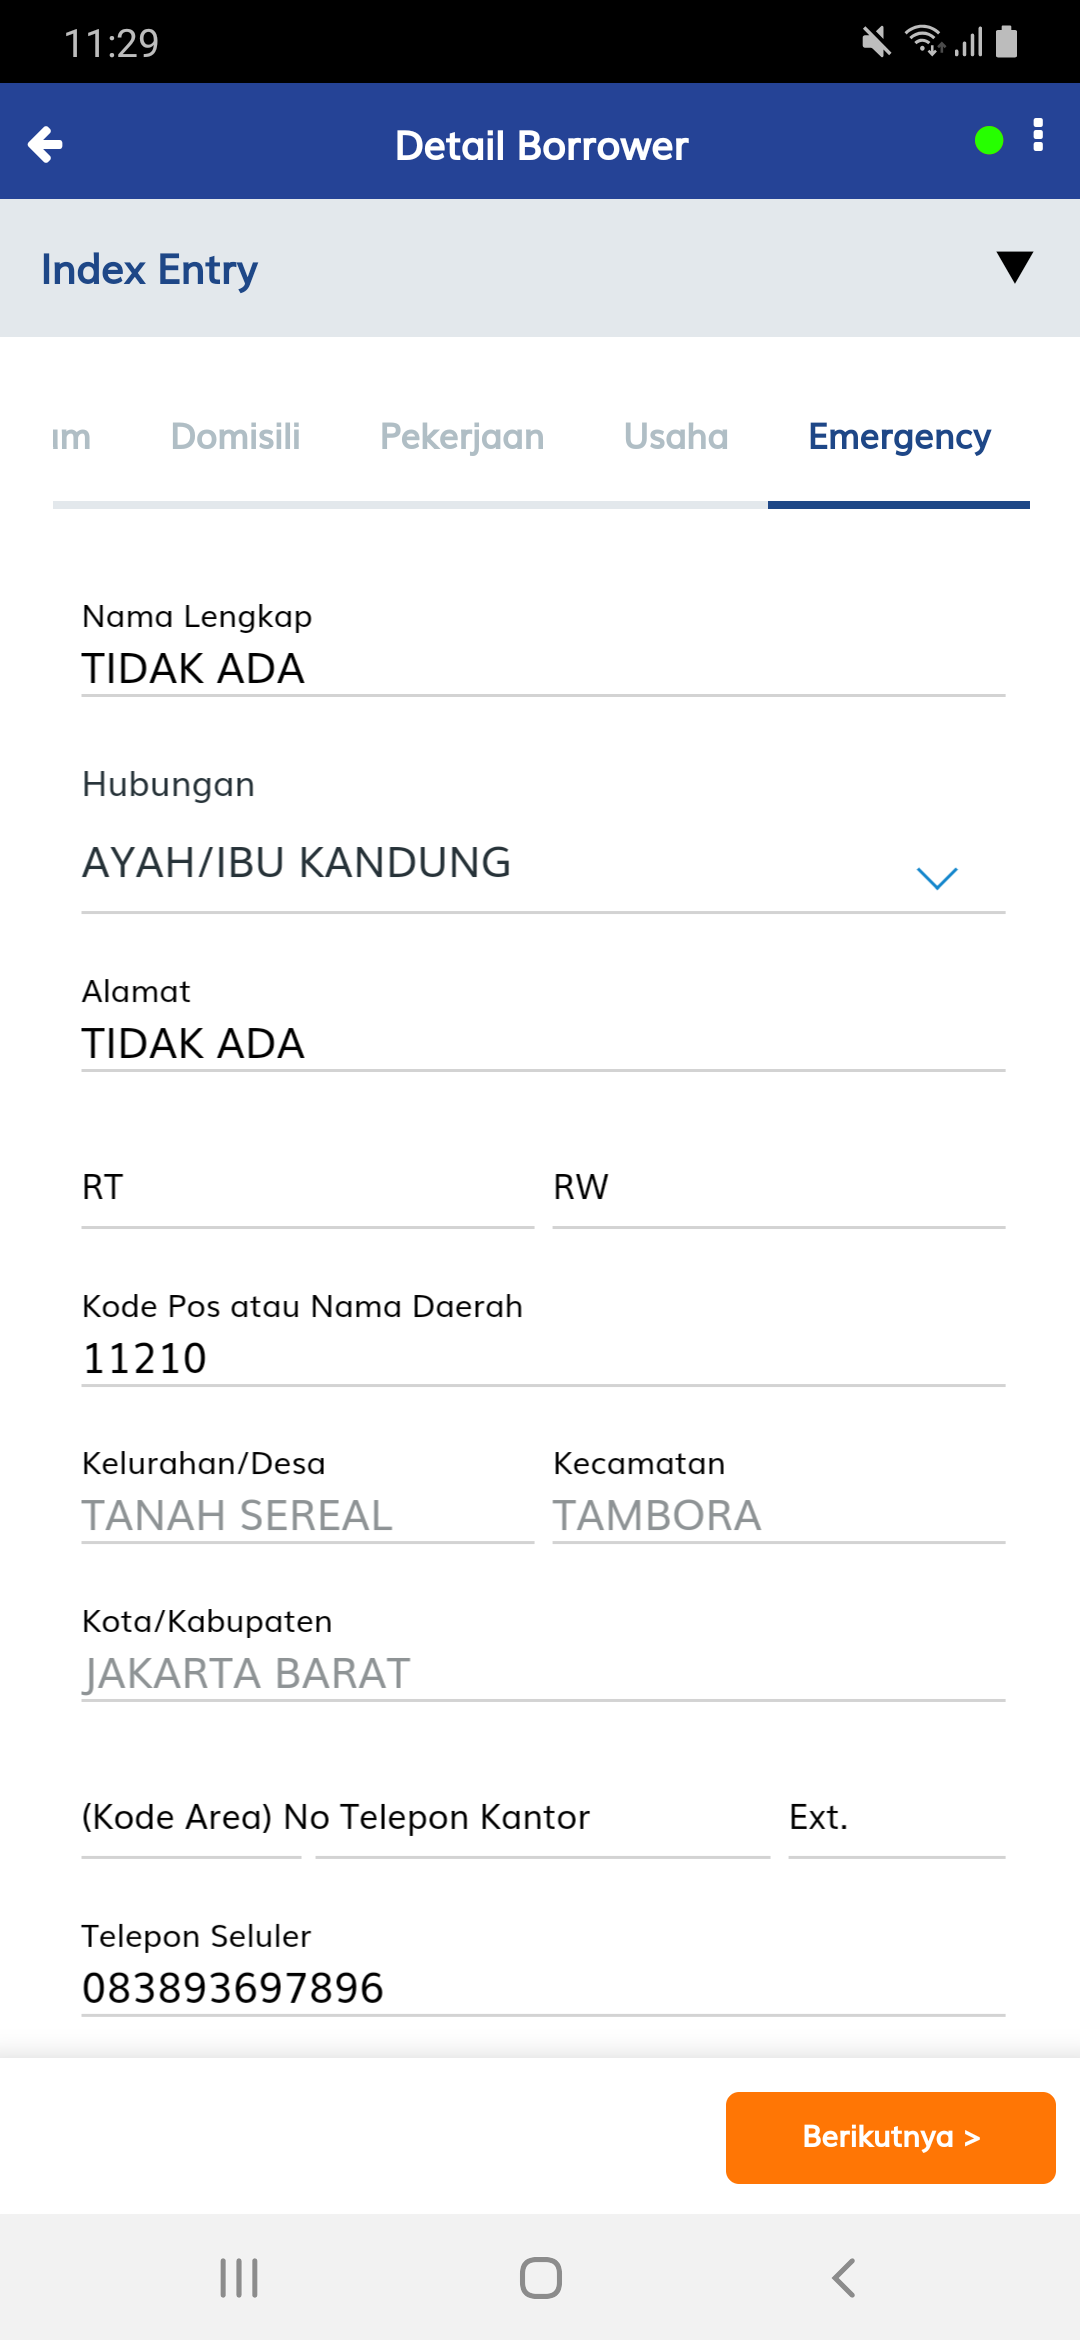 11:29
Detail Borrower
Index Entry
Domisili Pekerjaan Usaha Emergency
Nama Lengkap
TIDAK ADA
Hubungan
AYAH/IBU KANDUNG
Alamat
TIDAK ADA
RT RW
Kode Pos atau Nama Daerah
11210
Kelurahan/Desa Kecamatan
TANAH SEREAL TAMBORA
Kota/Kabupaten
JAKARTA BARAT
(Kode Area) No Telepon Kantor Ext.
Telepon Seluler
083893697896
Berikutnya >